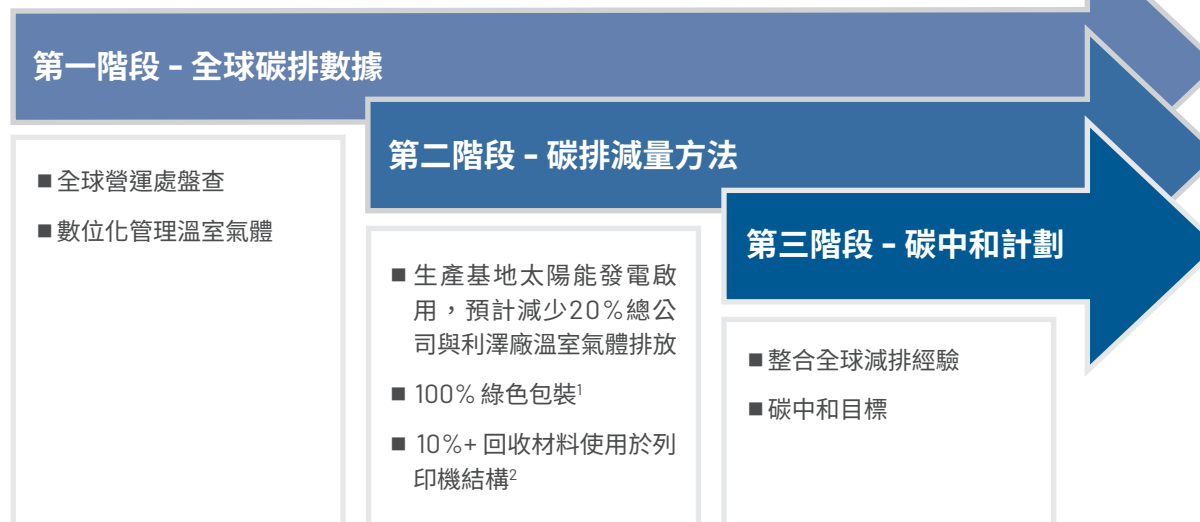 第一階段 – 全球碳排數據
■ 全球營運處盤查
■ 數位化管理溫室氣體
第二階段 – 碳排減量方法
■ 生產基地太陽能發電啟
用，預計減少20%總公
司與利澤廠溫室氣體排放
■ 100% 綠色包裝¹
■ 10%+ 回收材料使用於列
印機結構²
第三階段 – 碳中和計劃
■ 整合全球減排經驗
■ 碳中和目標